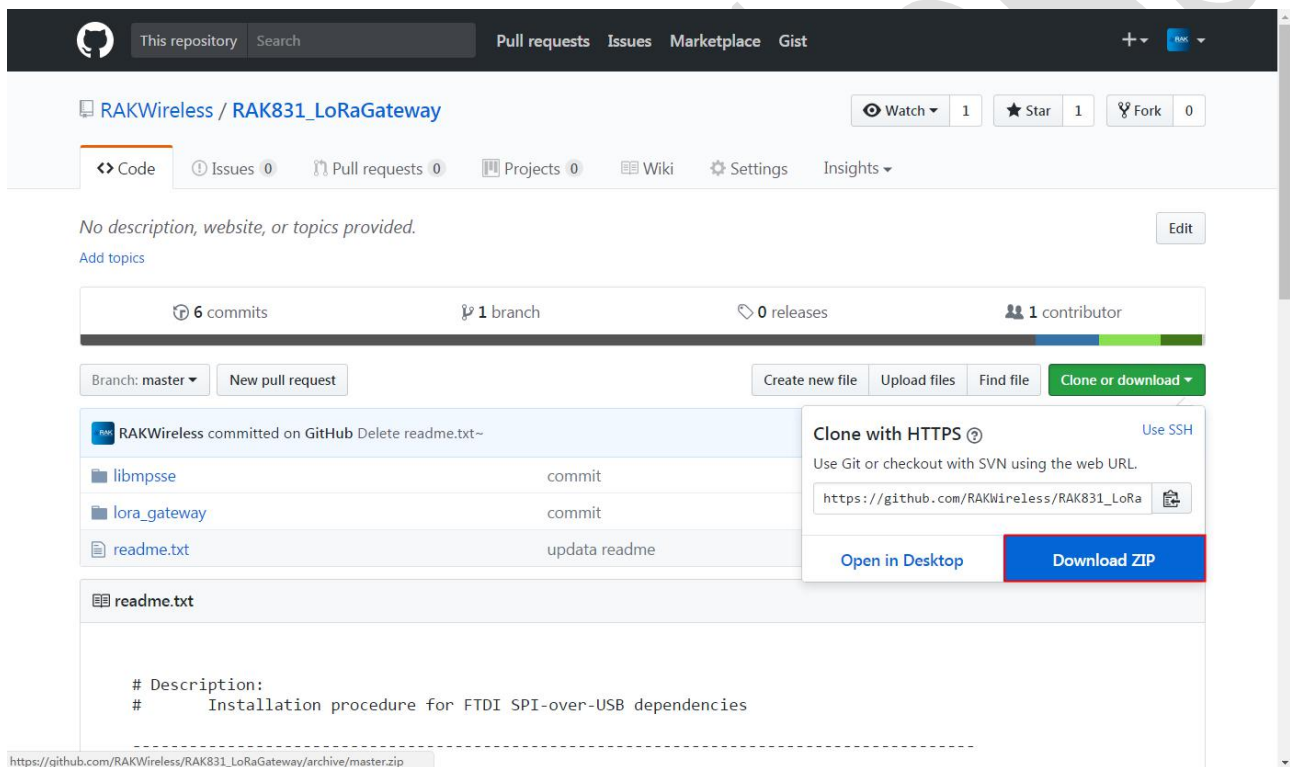 This repository Search Pull requests Issues Marketplace Gist RAK
RAKWireless / RAK831_LoRaGateway Watch 1 Star 1 Fork 0
Code Issues 0 Pull requests 0 Projects 0 Wiki Settings Insights
No description, website, or topics provided. Edit
Add topics
6 commits 1 branch 0 releases 1 contributor
Branch: master New pull request Create new file Upload files Find file Clone or download
RAK RAKWireless committed on GitHub Delete readme.txt~
Clone with HTTPS Use SSH
Use Git or checkout with SVN using the web URL.
https://github.com/RAKWireless/RAK831_LoRa
Open in Desktop Download ZIP
libmpsse commit
lora_gateway commit
readme.txt updata readme
readme.txt
# Description:
# Installation procedure for FTDI SPI-over-USB dependencies
--------------------------------------------------------------------------------------
https://github.com/RAKWireless/RAK831_LoRaGateway/archive/master.zip